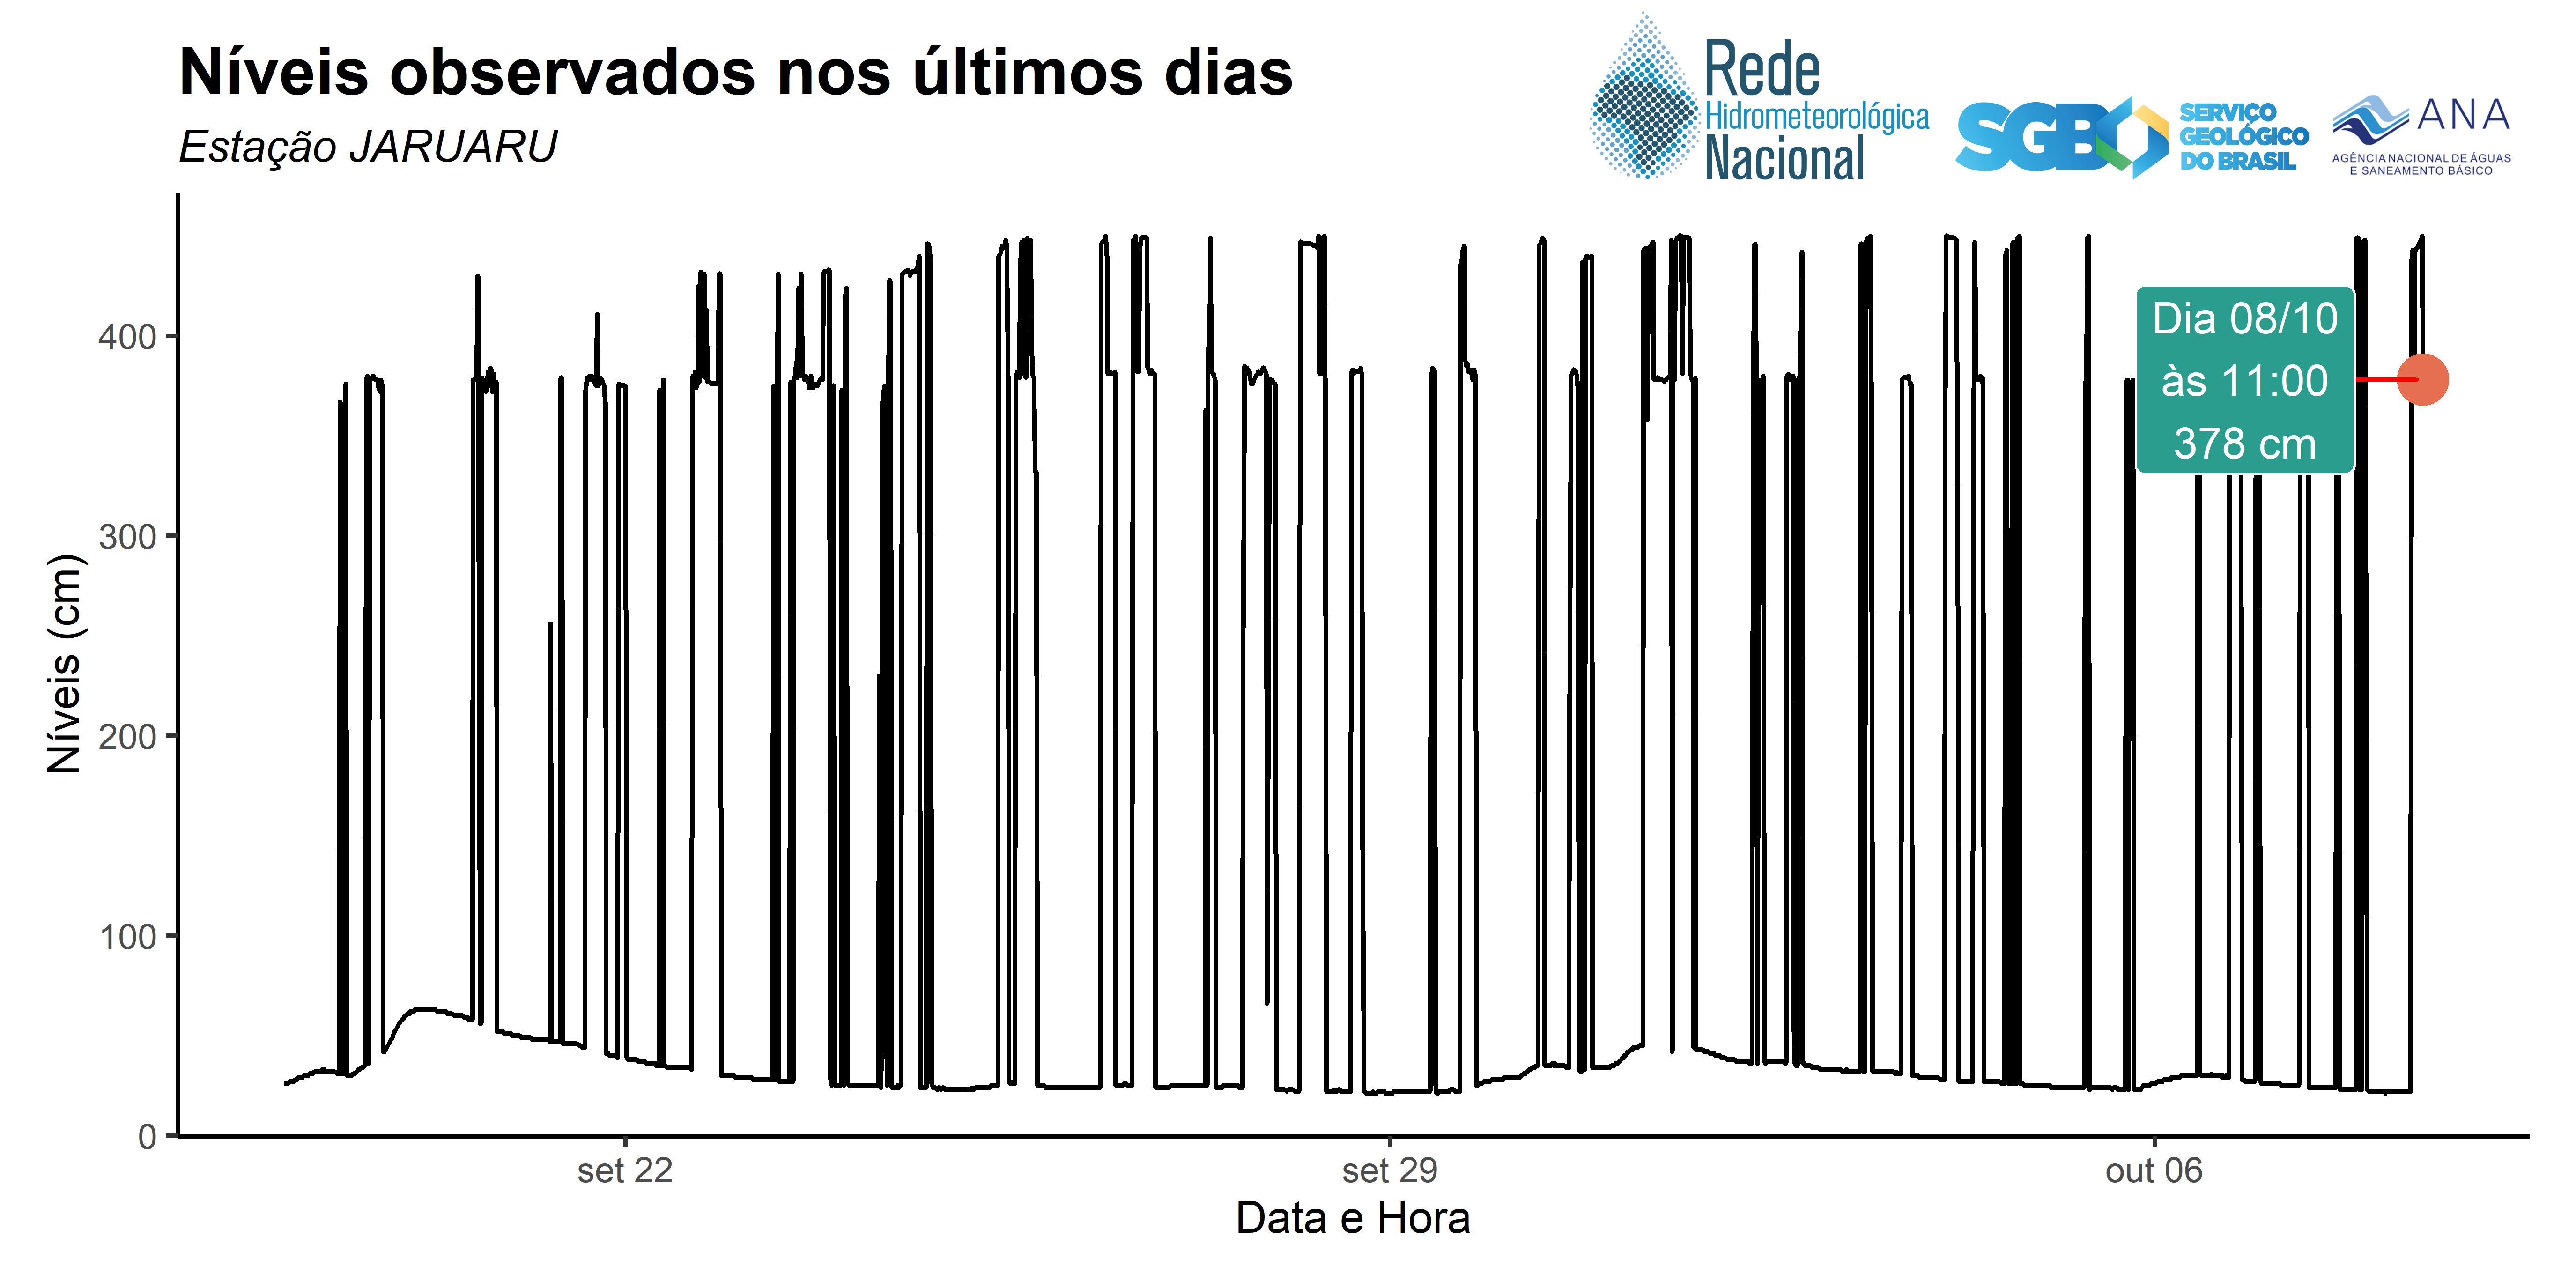 Níveis observados nos últimos dias
Estação JARUARU
Rede
Hidrometeorológica
Nacional
SGB
SERVIÇO
GEOLÓGICO
DO BRASIL
ANA
AGÊNCIA NACIONAL DE ÁGUAS
E SANEAMENTO BÁSICO
Níveis (cm)
400
300
200
100
0
Dia 08/10
às 11:00
378 cm
set 22
set 29
out 06
Data e Hora